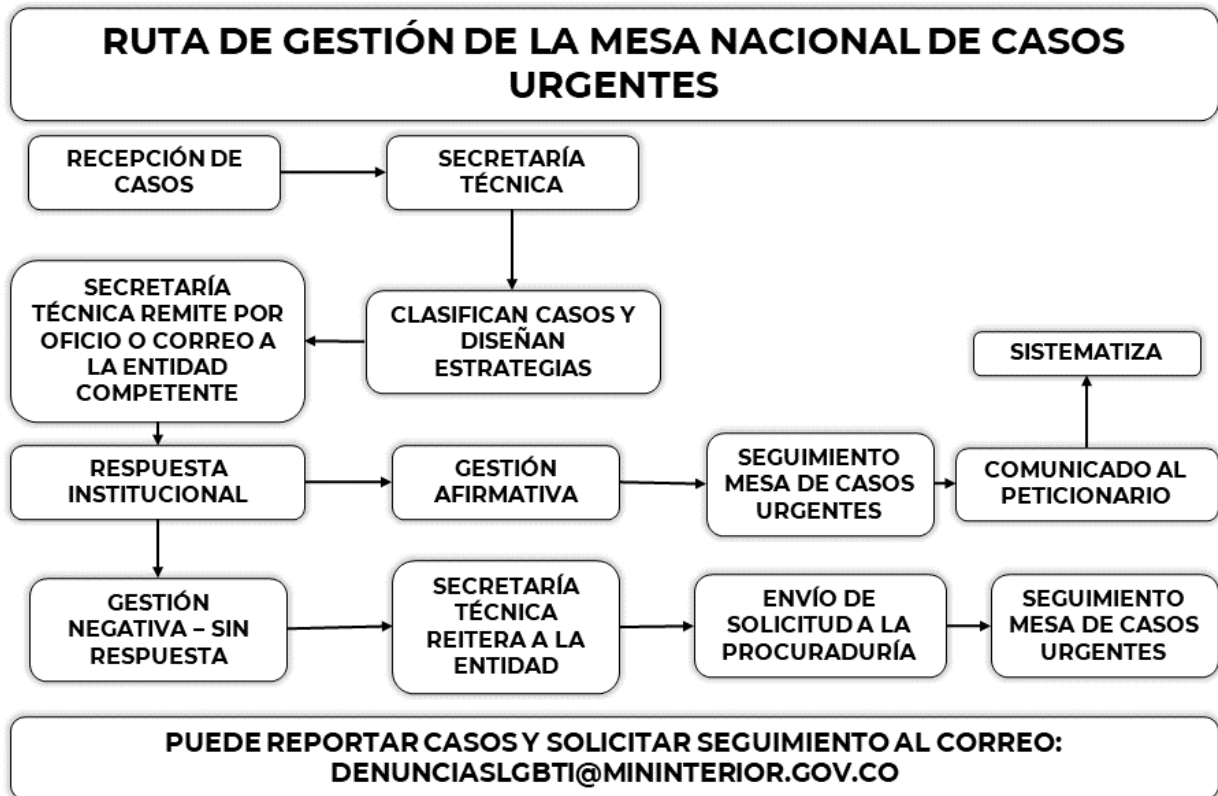 RUTA DE GESTIÓN DE LA MESA NACIONAL DE CASOS
URGENTES
RECEPCIÓN DE
CASOS
SECRETARÍA
TÉCNICA
SECRETARÍA
TÉCNICA REMITE POR
OFICIO O CORREO A
LA ENTIDAD
COMPETENTE
CLASIFICAN CASOS Y
DISEÑAN
ESTRATEGIAS
SISTEMATIZA
RESPUESTA
INSTITUCIONAL
GESTIÓN
AFIRMATIVA
SEGUIMIENTO
MESA DE CASOS
URGENTES
COMUNICADO AL
PETICIONARIO
GESTIÓN
NEGATIVA – SIN
RESPUESTA
SECRETARÍA
TÉCNICA
REITERA A LA
ENTIDAD
ENVÍO DE
SOLICITUD A LA
PROCURADURÍA
SEGUIMIENTO
MESA DE CASOS
URGENTES
PUEDE REPORTAR CASOS Y SOLICITAR SEGUIMIENTO AL CORREO:
DENUNCIASLGBTI@MININTERIOR.GOV.CO